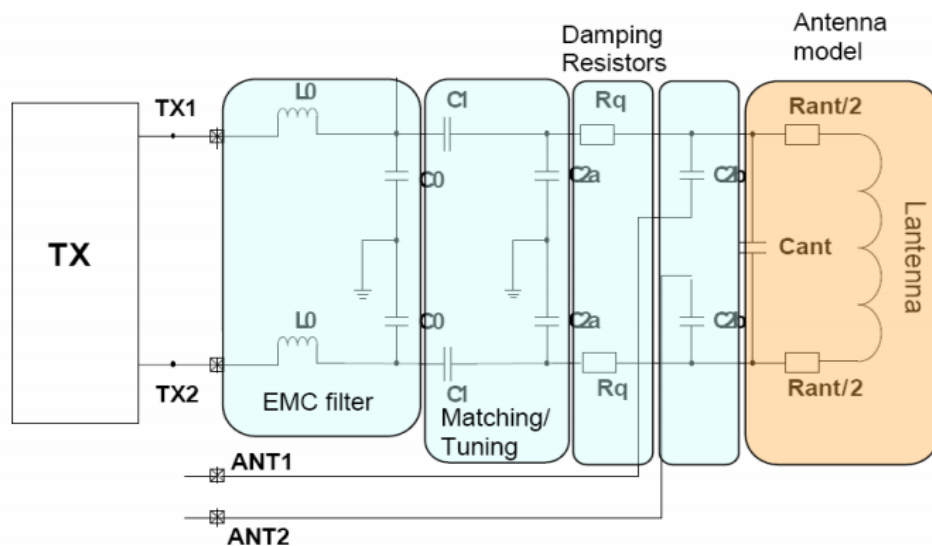 Antenna
model
Damping
Resistors
L0
C1
Rq
Rant/2
TX1
C0
C2a
C2b
TX
Cant
Lantenna
C0
C2a
C2b
L0
TX2
C1
Rq
Rant/2
EMC filter
Matching/
Tuning
ANT1
ANT2